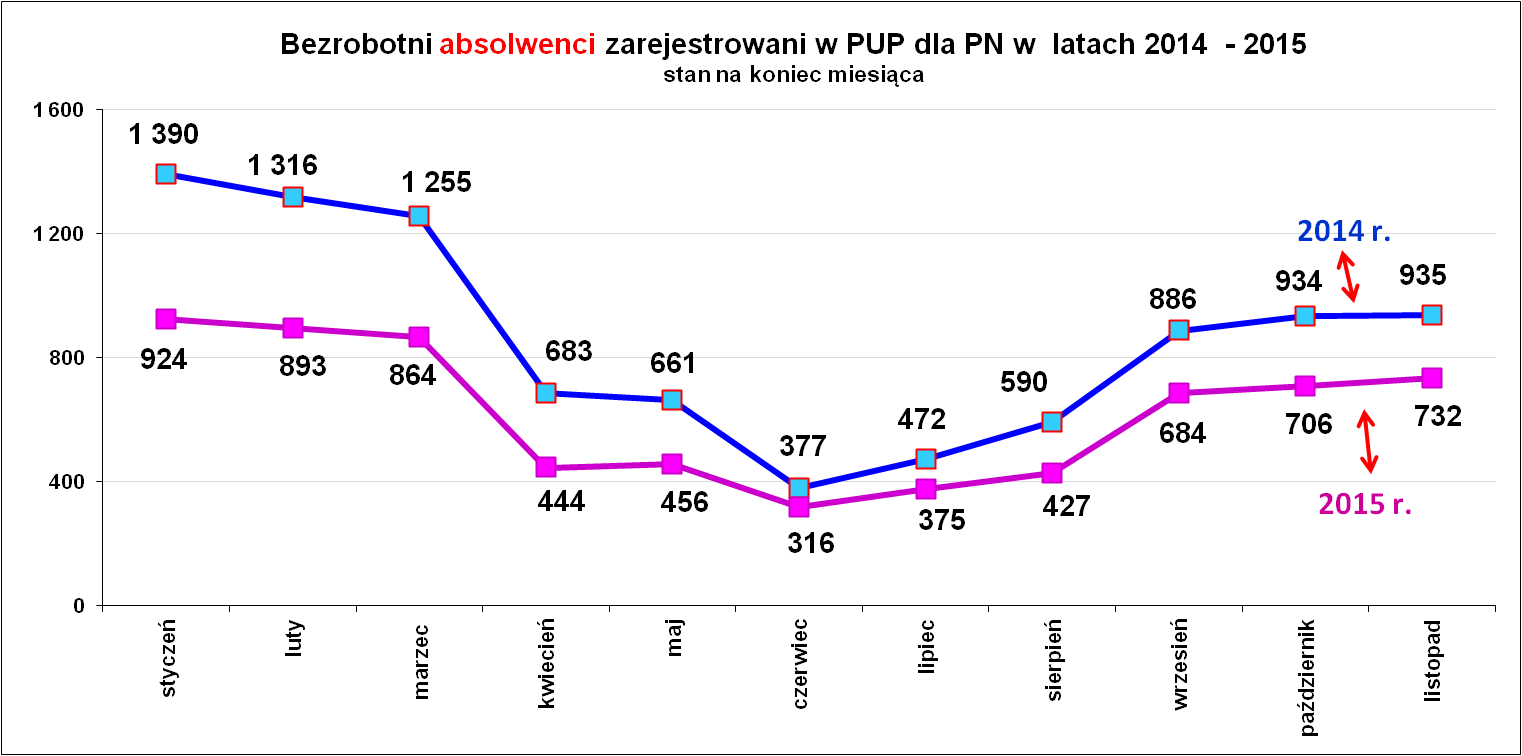 Bezrobotni absolwenci zarejestrowani w PUP dla PN w latach 2014 - 2015
stan na koniec miesiąca
1 600
1 200
800
400
0
1 390
1 316
1 255
683
661
377
472
590
886
934
935
2014 r.
924
893
864
444
456
316
375
427
684
706
732
2015 r.
styczeń
luty
marzec
kwiecień
maj
czerwiec
lipiec
sierpień
wrzesień
październik
listopad